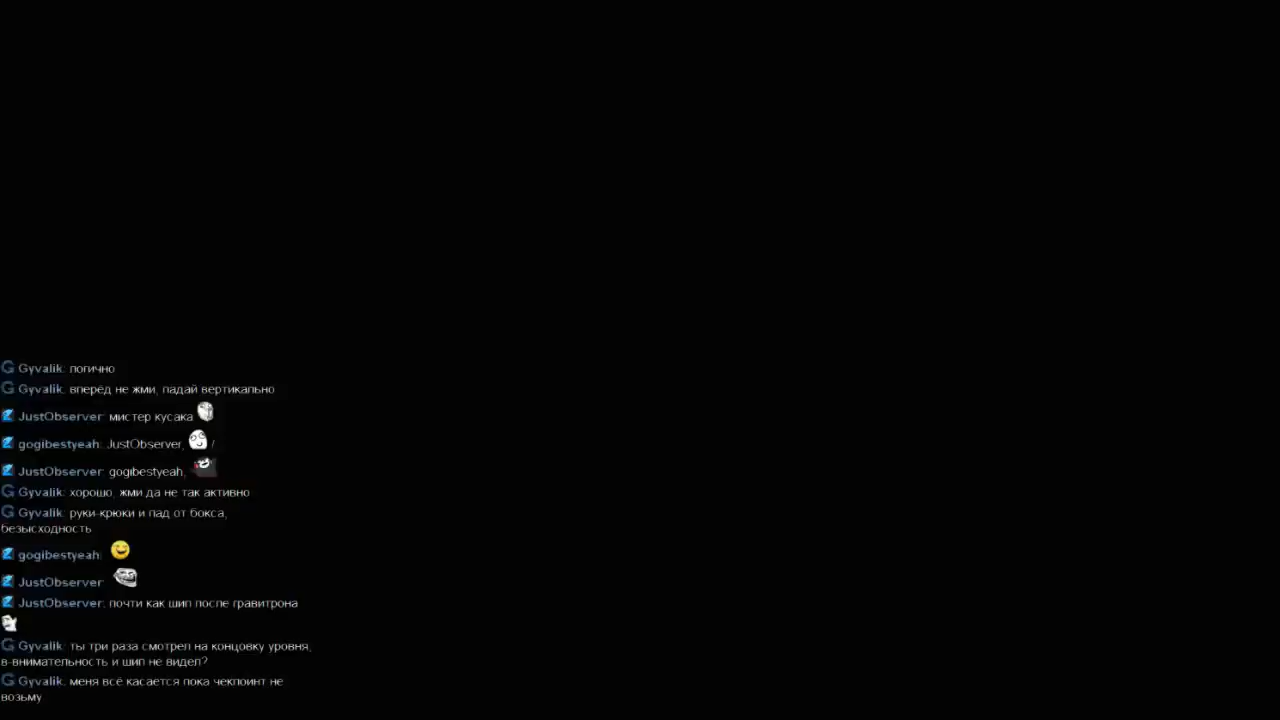 Gyvalik: логично
Gyvalik: вперёд не жми, падай вертикально
JustObserver: мистер кусака
gogibestyeah: JustObserver, /
JustObserver: gogibestyeah,
Gyvalik: хорошо, жми да не так активно
Gyvalik: руки-крюки и пад от бокса,
безысходность
gogibestyeah:
JustObserver:
JustObserver: почти как шип после гравитрона
Gyvalik: ты три раза смотрел на концовку уровня,
в-внимательность и шип не видел?
Gyvalik: меня всё касается пока чекпоинт не
возьму